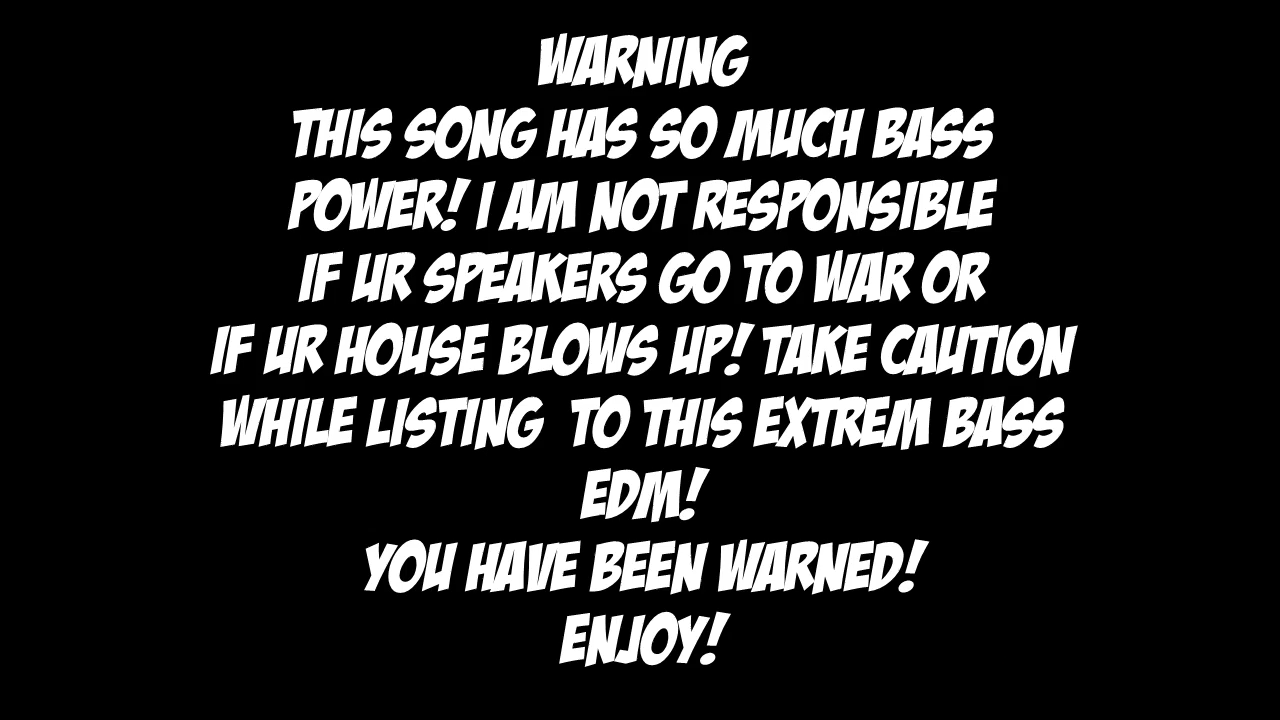 WARNING
THIS SONG HAS SO MUCH BASS
POWER! I AM NOT RESPONSIBLE
IF UR SPEAKERS GO TO WAR OR
IF UR HOUSE BLOWS UP! TAKE CAUTION
WHILE LISTING TO THIS EXTREM BASS
EDM!
YOU HAVE BEEN WARNED!
ENJOY!